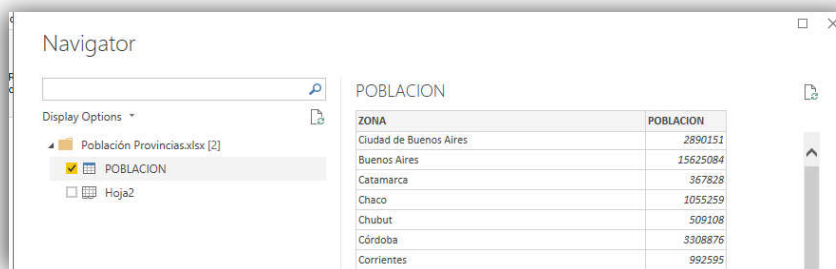 Navigator
Display Options
Población Provincias.xlsx [2]
POBLACION
Hoja2
POBLACION
ZONA POBLACION
Ciudad de Buenos Aires 2890151
Buenos Aires 15625084
Catamarca 367828
Chaco 1055259
Chubut 509108
Córdoba 3308876
Corrientes 992595